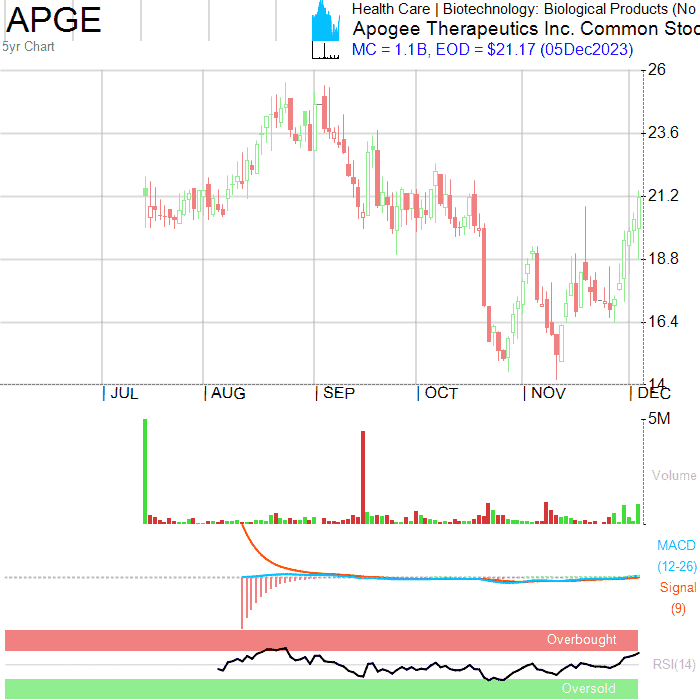 APGE
Health Care | Biotechnology: Biological Products (No
5yr Chart
Apogee Therapeutics Inc. Common Stoc
MC = 1.1B, EOD = $21.17 (05Dec2023)
26
23.6
21.2
18.8
16.4
14
| JUL | AUG | SEP | OCT | NOV | DEC
5M
Volume
MACD
(12-26)
Signal
(9)
Overbought
RSI(14)
Oversold